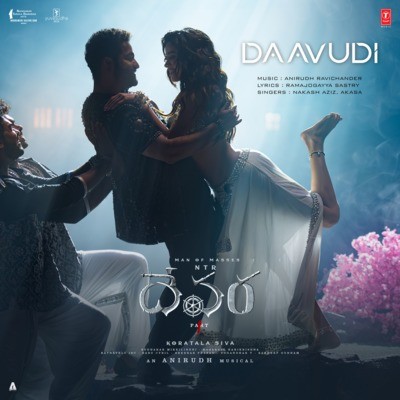 T
DAAVUDI
MUSIC : ANIRUDH RAVICHANDER
LYRICS : RAMAJOGAYYA SASTRY
SINGERS : NAKASH AZIZ, AKASA
MAN OF MASSES
NTR
దేవర
PART 1
KORATALA SIVA
AN ANIRUDH MUSICAL